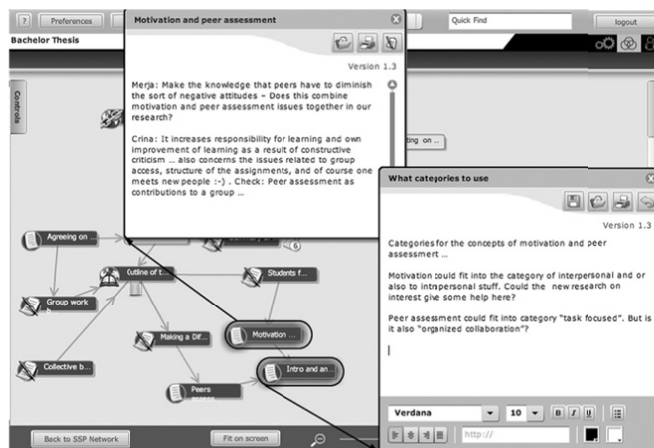 ?
Preferences
Quick Find
logout
Bachelor Thesis
Controls
Motivation and peer assessment
Version 1.3
Merja: Make the knowledge that peers have to diminish
the sort of negative attitudes – Does this combine
motivation and peer assessment issues together in our
research?
Crina: It increases responsibility for learning and own
improvement of learning as a result of constructive
criticism ... also concerns the issues related to group
access, structure of the assignments, and of course one
meets new people :-) . Check: Peer assessment as
contributions to a group ...
ting on ..
What categories to use
Version 1.3
Categories for the concepts of motivation and peer
assessment ...
Motivation could fit into the category of interpersonal and or
also to intrapersonal stuff. Could the new research on
interest give some help here?
Peer assessment could fit into category "task focused". But is
it also "organized collaboration"?
Verdana
10
B I U
http://
Agreeing on ...
6
Outline of t...
Students f...
Group work
Making a Dif...
Motivation ...
Collective b...
Intro and an...
Peers
Back to SSP Network
Fit on screen